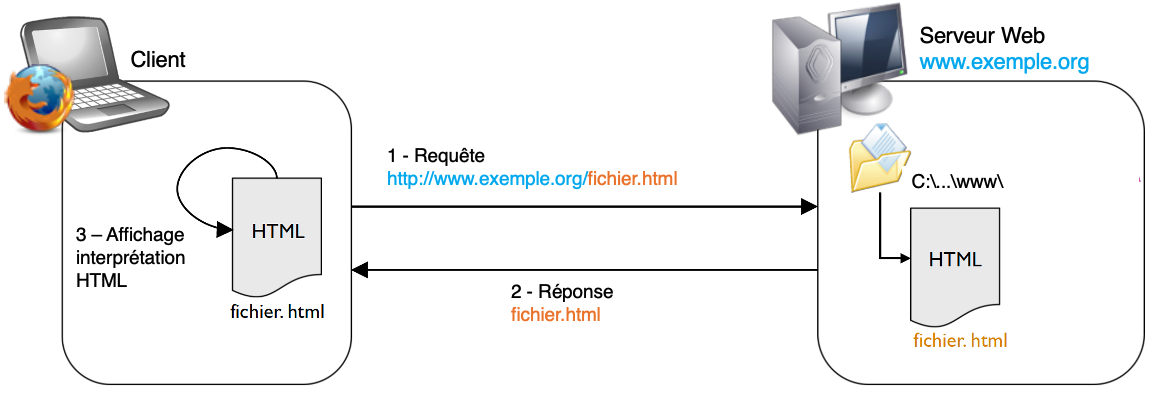 Client
Serveur Web
www.exemple.org
1 - Requête
http://www.exemple.org/fichier.html
C:\...\www\
HTML
3 – Affichage
interprétation
HTML
fichier. html
HTML
fichier. html
2 - Réponse
fichier.html